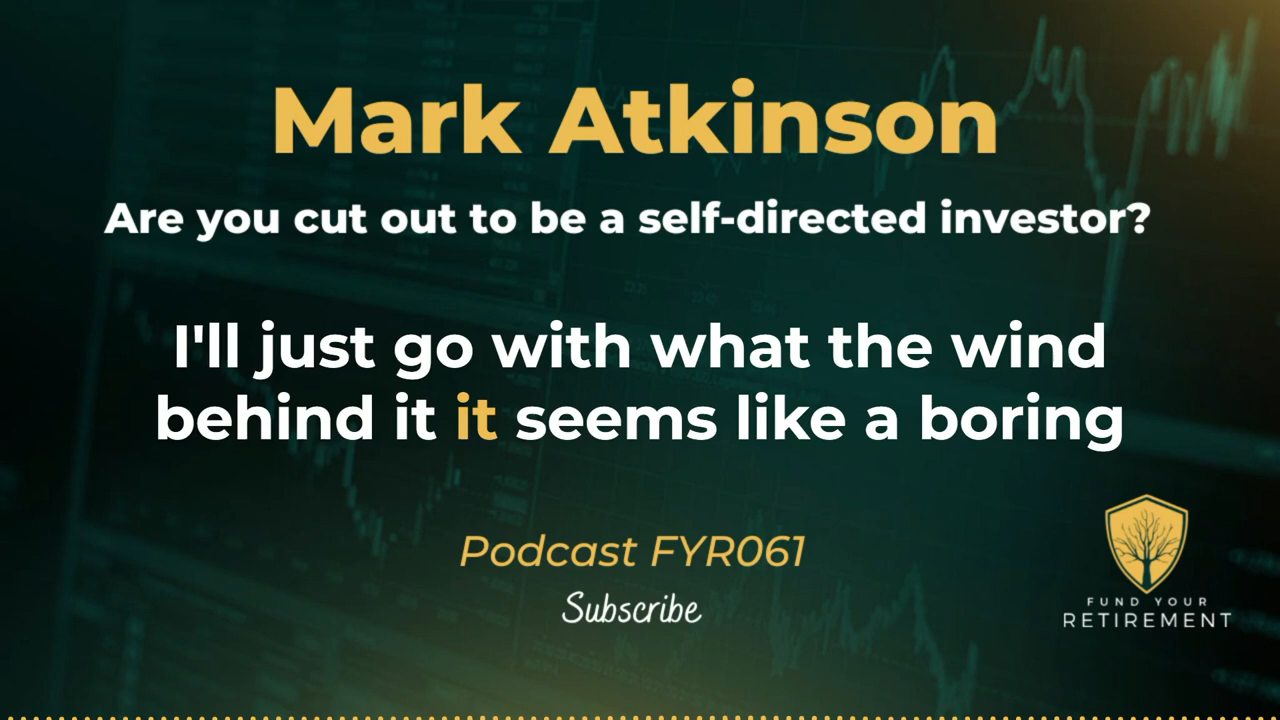 Mark Atkinson
Are you cut out to be a self-directed investor?
I'll just go with what the wind
behind it it seems like a boring
Podcast FYR061
Subscribe
FUND YOUR
RETIREMENT